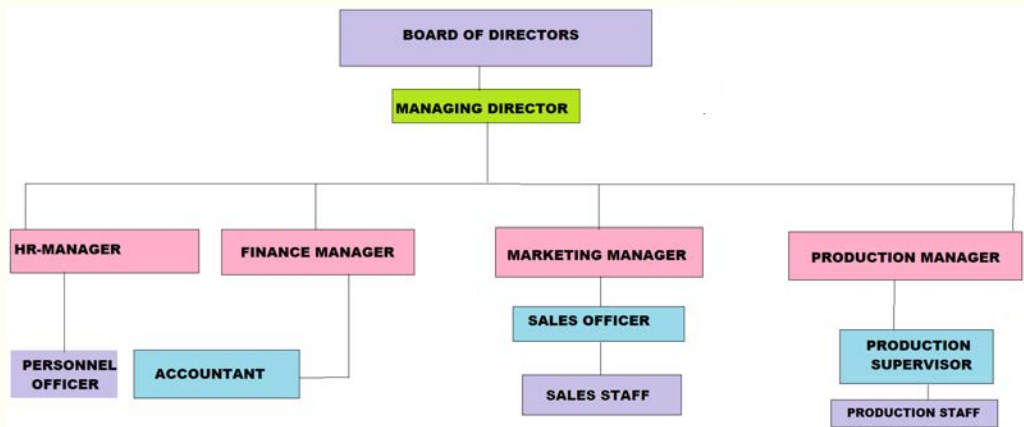 BOARD OF DIRECTORS
MANAGING DIRECTOR
HR-MANAGER
FINANCE MANAGER
MARKETING MANAGER
PRODUCTION MANAGER
SALES OFFICER
PERSONNEL
OFFICER
ACCOUNTANT
PRODUCTION
SUPERVISOR
SALES STAFF
PRODUCTION STAFF